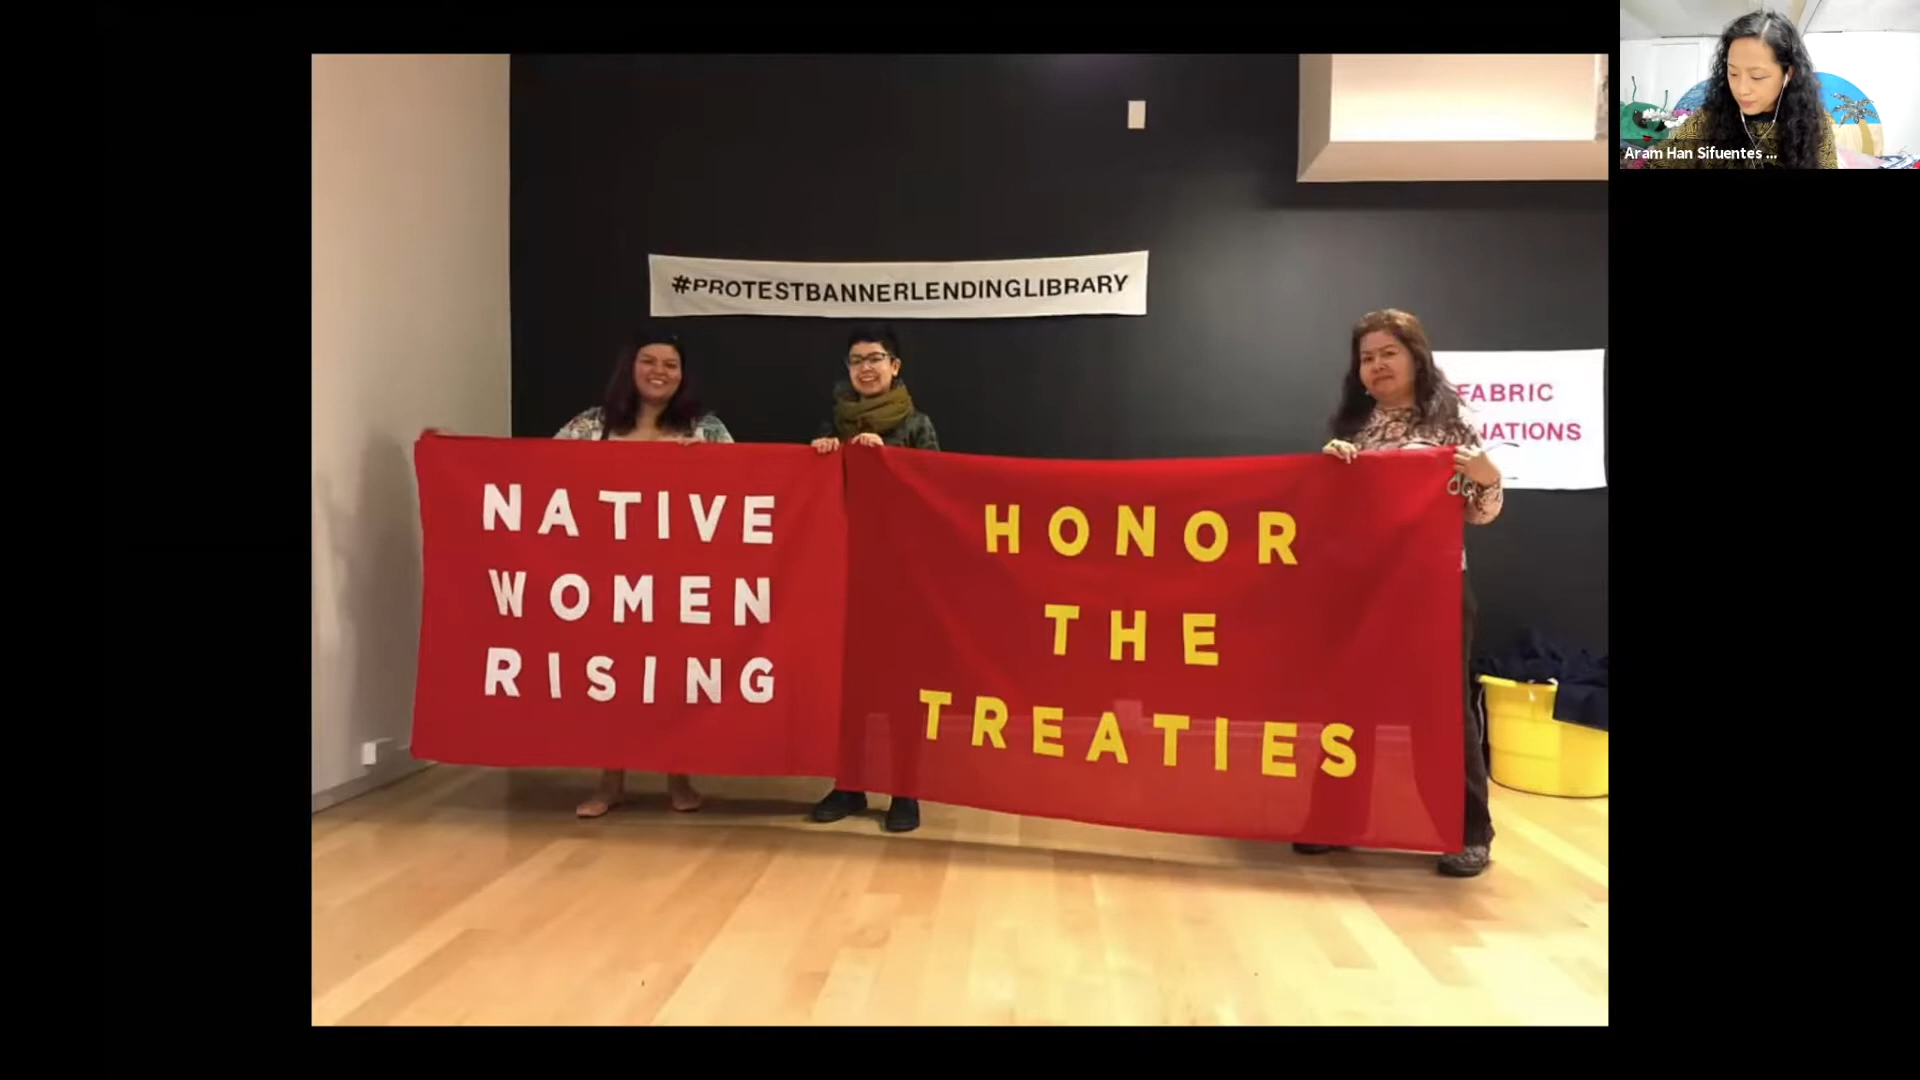 Aram Han Sifuentes ...
#PROTESTBANNERLENDINGLIBRARY
FABRIC
NATIONS
NATIVE
WOMEN
RISING
HONOR
THE
TREATIES